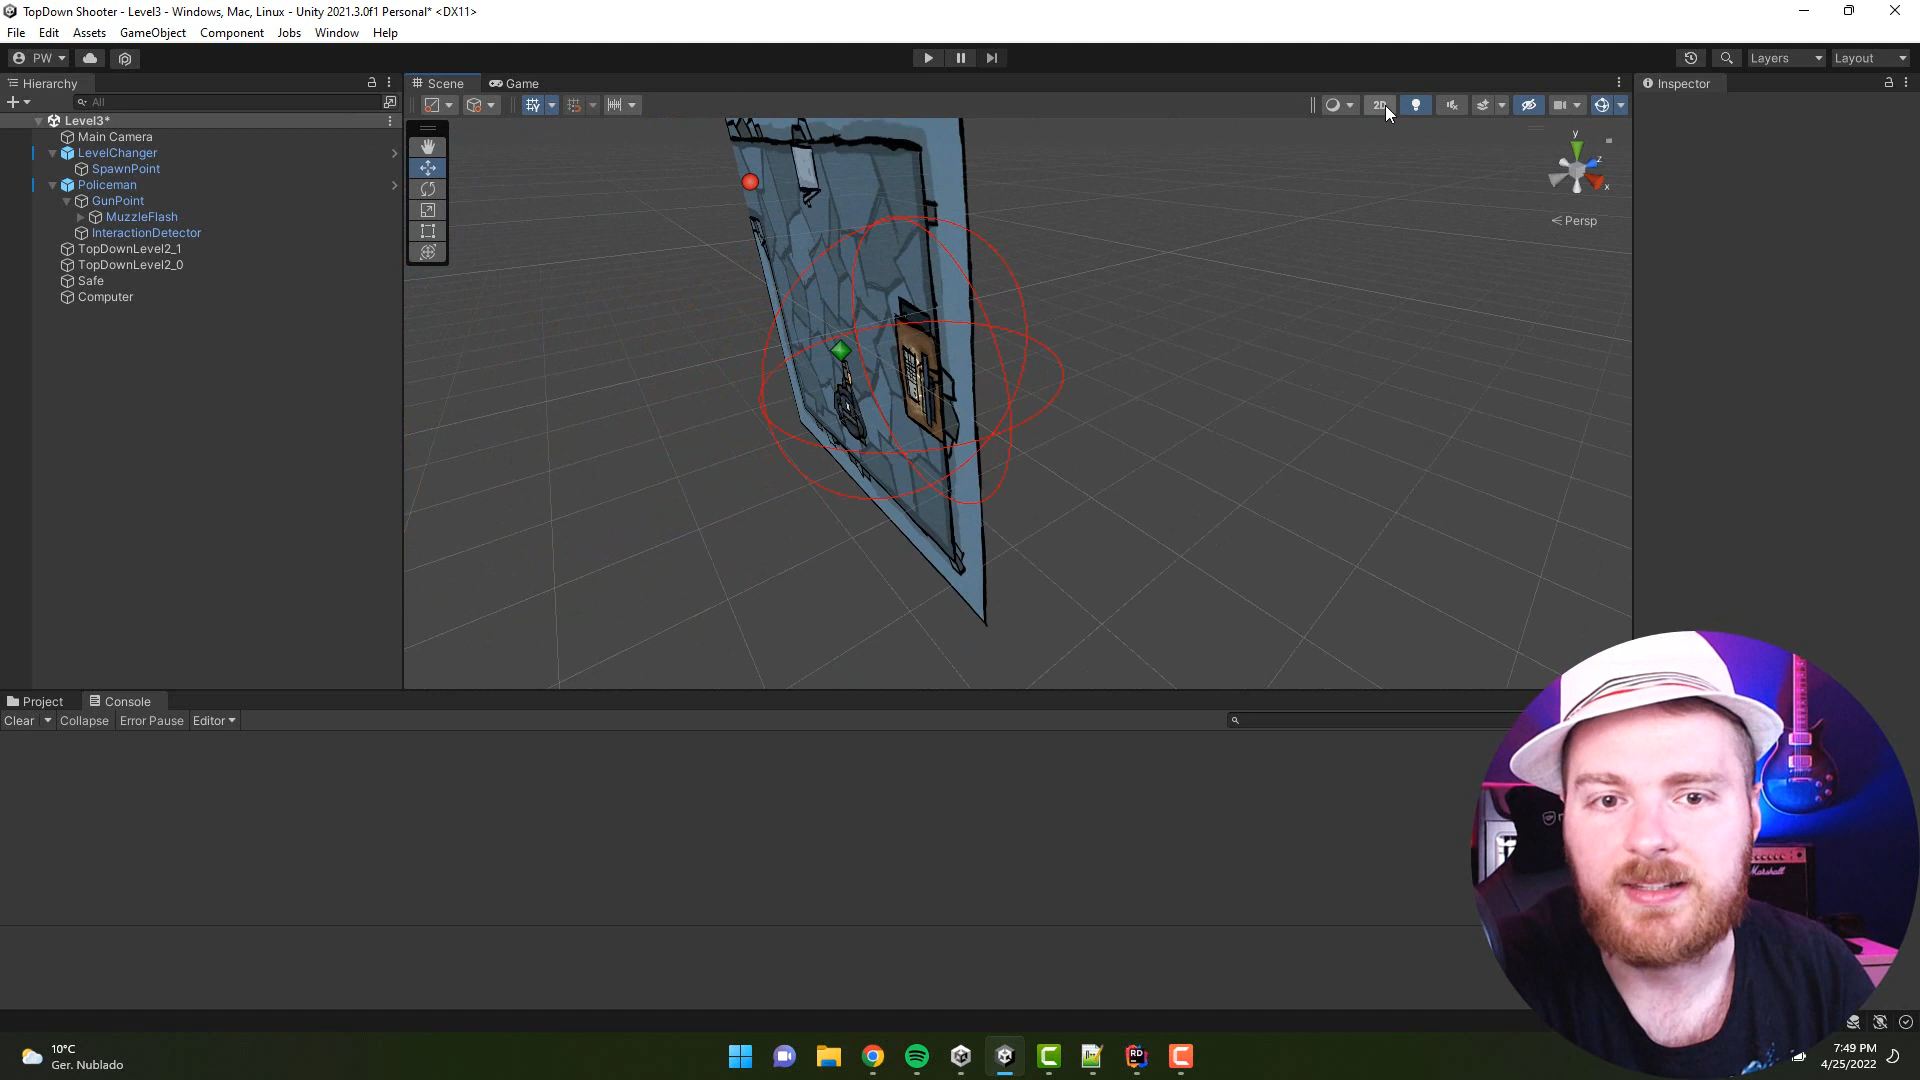 TopDown Shooter - Level3 - Windows, Mac, Linux - Unity 2021.3.0f1 Personal* <DX11>
File Edit Assets GameObject Component Jobs Window Help
PW Layers Layout
Hierarchy Scene Game Inspector
All 2D
Level3*
Main Camera
LevelChanger
SpawnPoint
Policeman
GunPoint
MuzzleFlash
InteractionDetector
TopDownLevel2_1
TopDownLevel2_0
Safe
Computer
y
z
x
Persp
Project Console
Clear Collapse Error Pause Editor
Marshall
10°C
Ger. Nublado
RD
7:49 PM
4/25/2022